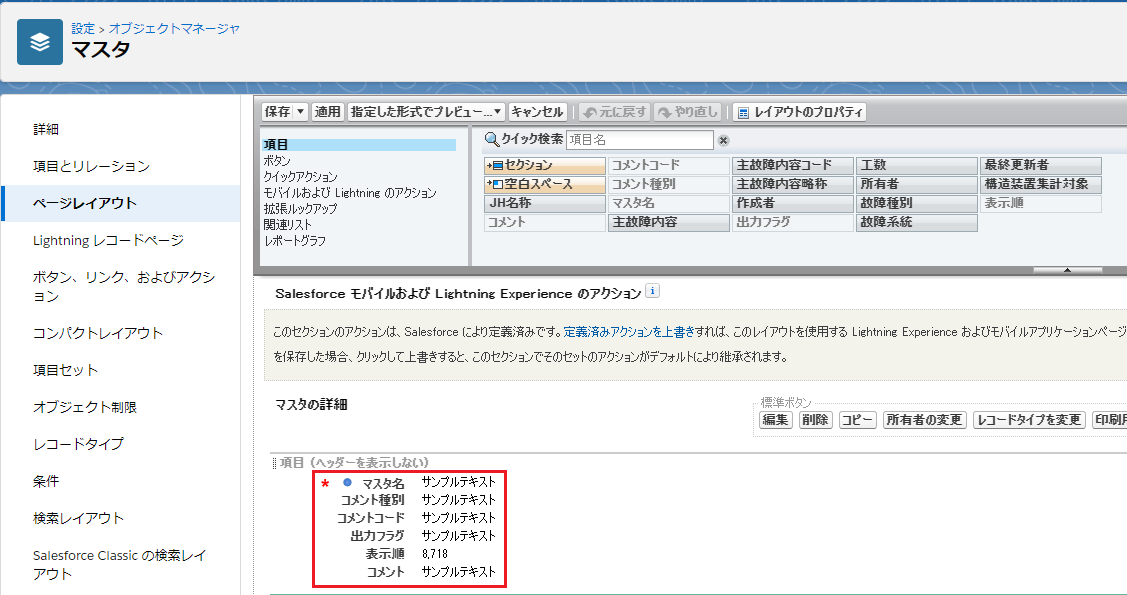 設定 > オブジェクトマネージャ
マスタ
詳細
項目とリレーション
ページレイアウト
Lightning レコードページ
ボタン、リンク、およびアクシ
ョン
コンパクトレイアウト
項目セット
オブジェクト制限
レコードタイプ
条件
検索レイアウト
Salesforce Classic の検索レイ
アウト
保存 適用 指定した形式でプレビュー... キャンセル 元に戻す やり直し レイアウトのプロパティ
項目
ボタン
クイックアクション
モバイルおよび Lightning のアクション
拡張ルックアップ
関連リスト
レポートグラフ
クイック検索 項目名
セクション コメントコード 主故障内容コード 工数 最終更新者
空白スペース コメント種別 主故障内容略称 所有者 構造装置集計対象
JH名称 マスタ名 作成者 故障種別 表示順
コメント 主故障内容 出力フラグ 故障系統
Salesforce モバイルおよび Lightning Experience のアクション i
このセクションのアクションは、Salesforce により定義済みです。定義済みアクションを上書きすれば、このレイアウトを使用する Lightning Experience およびモバイルアプリケーションページ
を保存した場合、クリックして上書きすると、このセクションでそのセットのアクションがデフォルトにより継承されます。
マスタの詳細
標準ボタン
編集 削除 コピー 所有者の変更 レコードタイプを変更 印刷用
項目 (ヘッダーを表示しない)
* マスタ名 サンプルテキスト
コメント種別 サンプルテキスト
コメントコード サンプルテキスト
出力フラグ サンプルテキスト
表示順 8,718
コメント サンプルテキスト